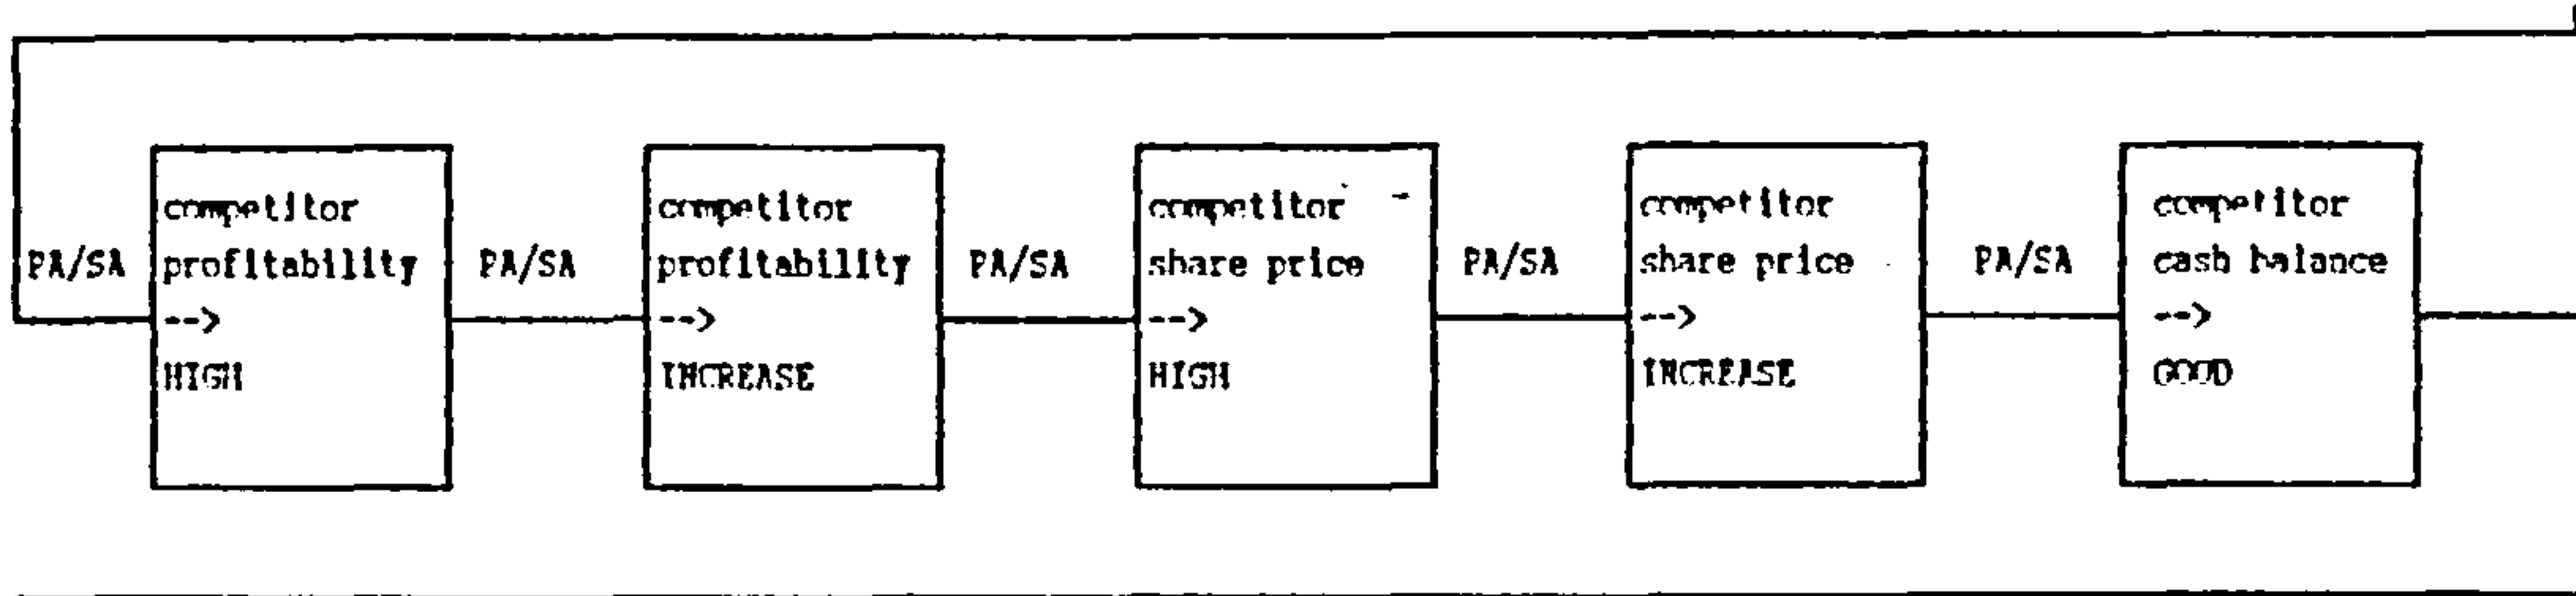 PA/SA
competitor
profitability
-->
HIGH
PA/SA
competitor
profitability
-->
INCREASE
PA/SA
competitor
share price
-->
HIGH
PA/SA
competitor
share price
-->
INCREASE
PA/SA
competitor
cash balance
-->
GOOD